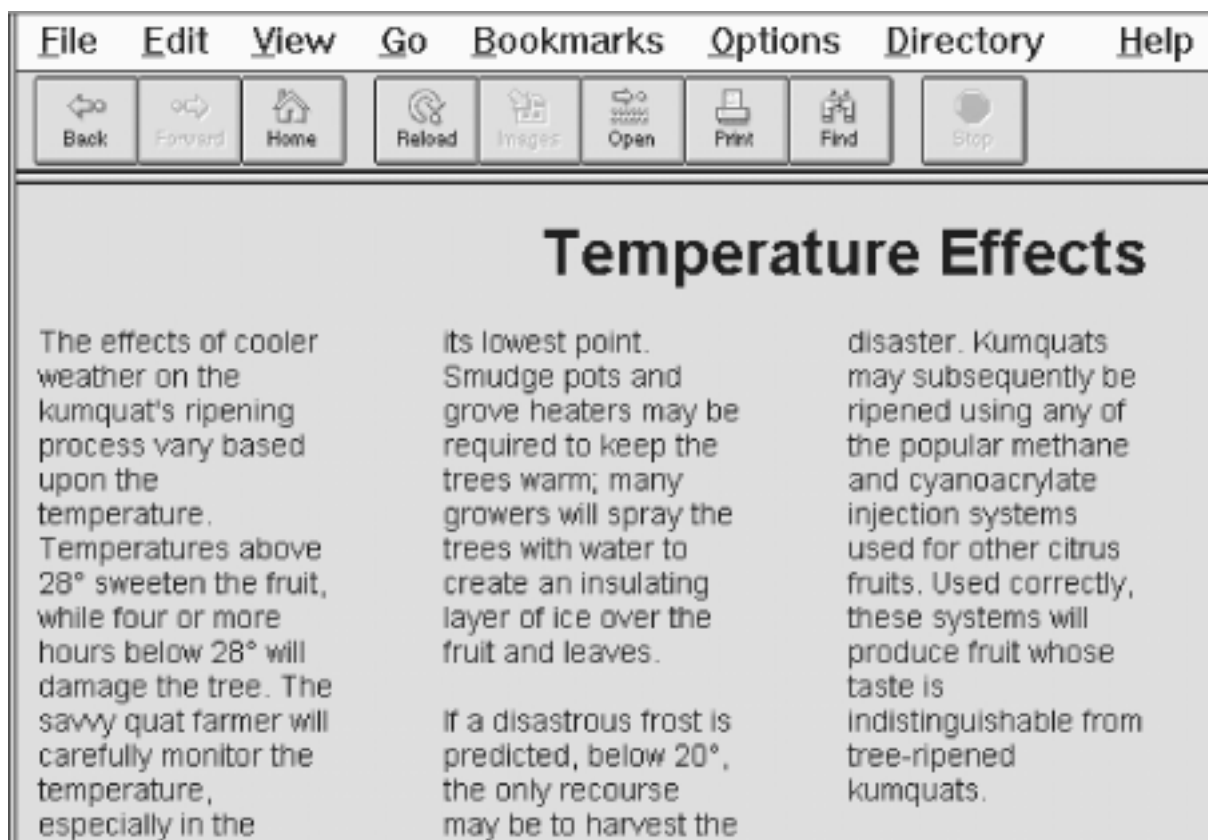 File Edit View Go Bookmarks Options Directory Help
Back Forward Home Reload Images Open Print Find Stop
Temperature Effects
The effects of cooler
weather on the
kumquat's ripening
process vary based
upon the
temperature.
Temperatures above
28° sweeten the fruit,
while four or more
hours below 28° will
damage the tree. The
savvy quat farmer will
carefully monitor the
temperature,
especially in the
its lowest point.
Smudge pots and
grove heaters may be
required to keep the
trees warm; many
growers will spray the
trees with water to
create an insulating
layer of ice over the
fruit and leaves.
If a disastrous frost is
predicted, below 20°,
the only recourse
may be to harvest the
disaster. Kumquats
may subsequently be
ripened using any of
the popular methane
and cyanoacrylate
injection systems
used for other citrus
fruits. Used correctly,
these systems will
produce fruit whose
taste is
indistinguishable from
tree-ripened
kumquats.